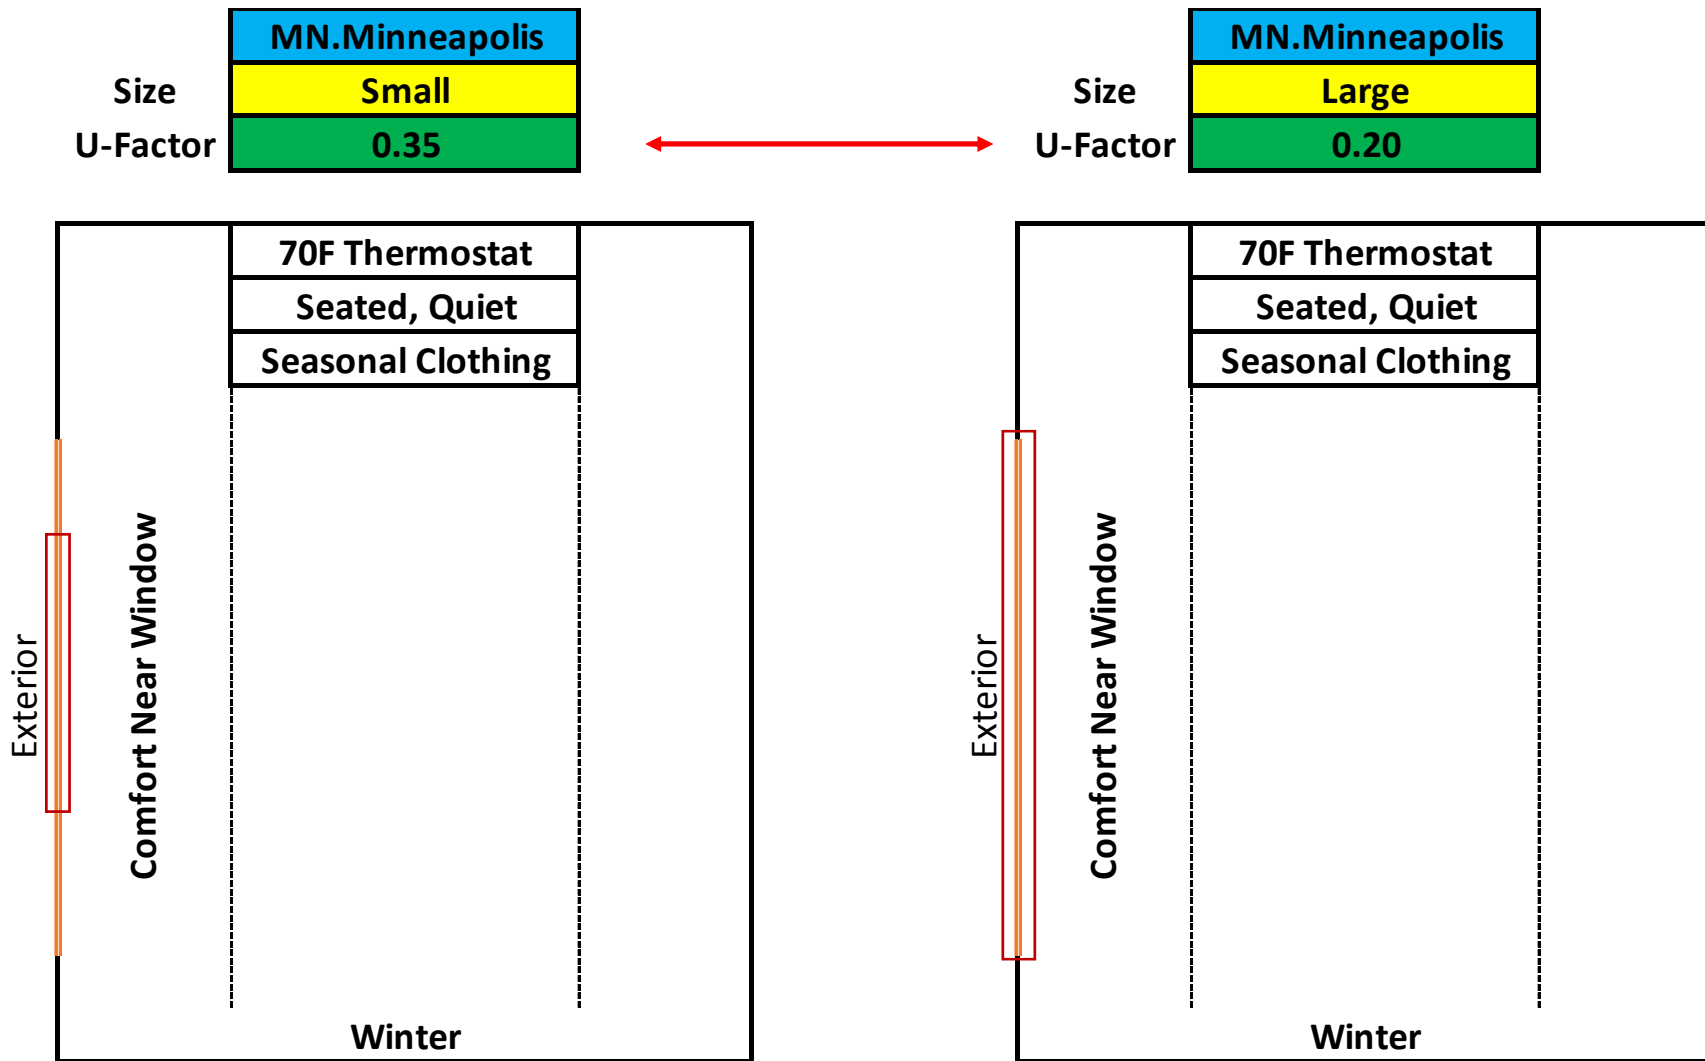 MN.Minneapolis
Size Small
U-Factor 0.35
70F Thermostat
Seated, Quiet
Seasonal Clothing
Exterior
Comfort Near Window
Winter
MN.Minneapolis
Size Large
U-Factor 0.20
70F Thermostat
Seated, Quiet
Seasonal Clothing
Exterior
Comfort Near Window
Winter